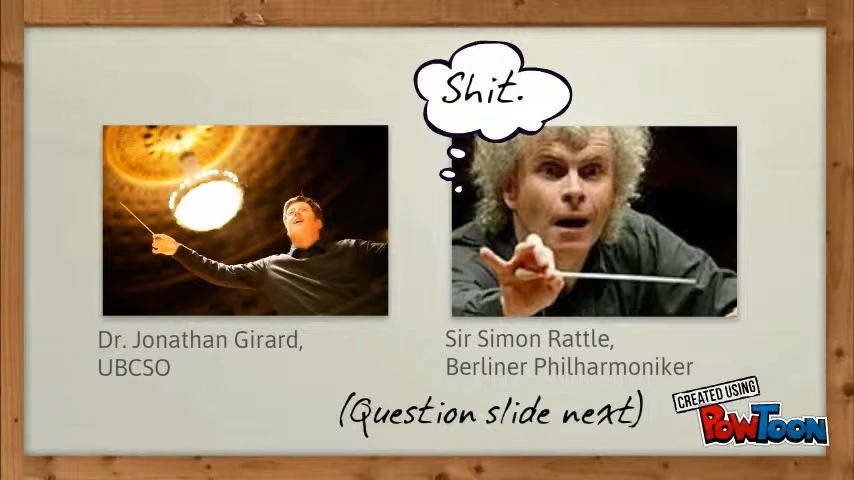 Shit.
Dr. Jonathan Girard,
UBCSO
Sir Simon Rattle,
Berliner Philharmoniker
(Question slide next)
CREATED USING
POWTOON